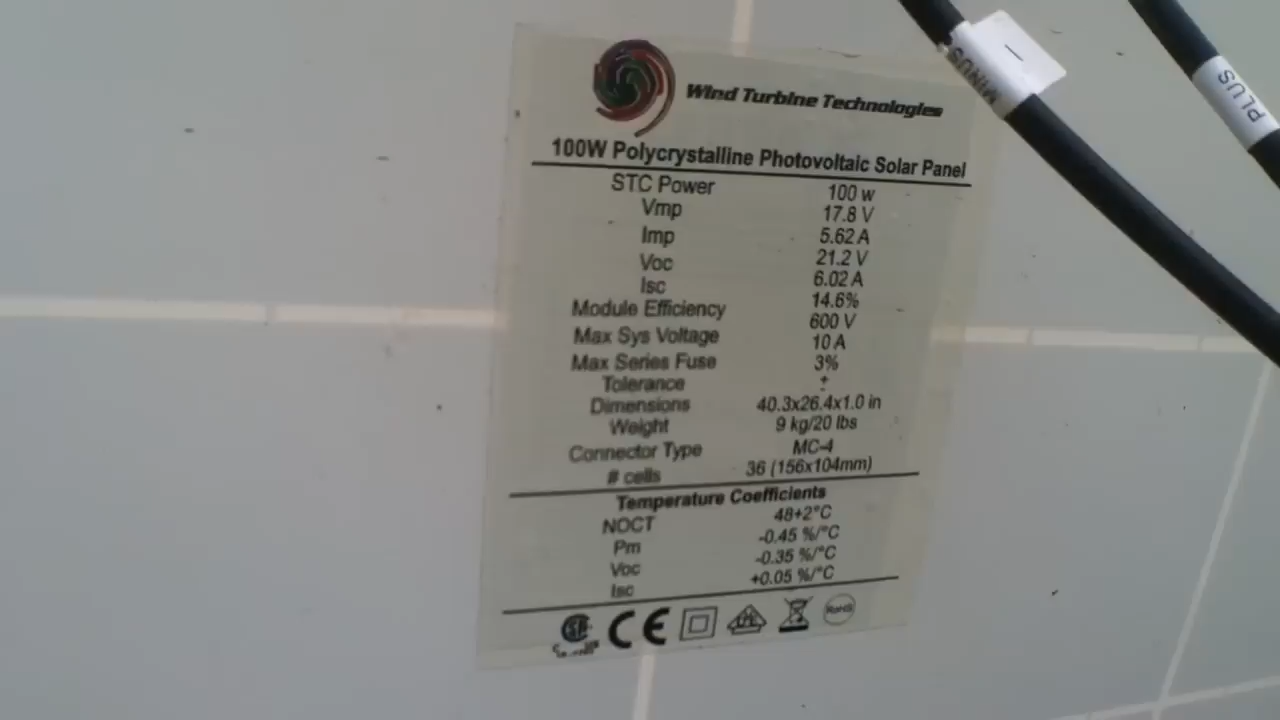 Wind Turbine Technologies
100W Polycrystalline Photovoltaic Solar Panel
STC Power 100 w
Vmp 17.8 V
Imp 5.62 A
Voc 21.2 V
Isc 6.02 A
Module Efficiency 14.6%
Max Sys Voltage 600 V
Max Series Fuse 10 A
Tolerance 3%
±
Dimensions 40.3x26.4x1.0 in
Weight 9 kg/20 lbs
Connector Type MC-4
# cells 36 (156x104mm)
Temperature Coefficients
NOCT 48+2°C
Pm -0.45 %/°C
Voc -0.35 %/°C
Isc +0.05 %/°C
CE RoHS
MINUS
PLUS